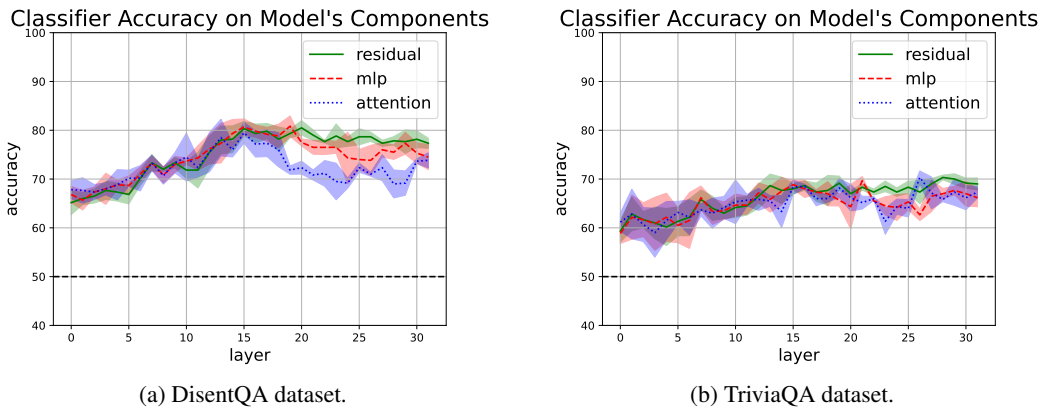 Classifier Accuracy on Model's Components
100
90
80
70
60
50
40
accuracy
residual
mlp
attention
0 5 10 15 20 25 30
layer
(a) DisentQA dataset.
Classifier Accuracy on Model's Components
100
90
80
70
60
50
40
accuracy
residual
mlp
attention
0 5 10 15 20 25 30
layer
(b) TriviaQA dataset.